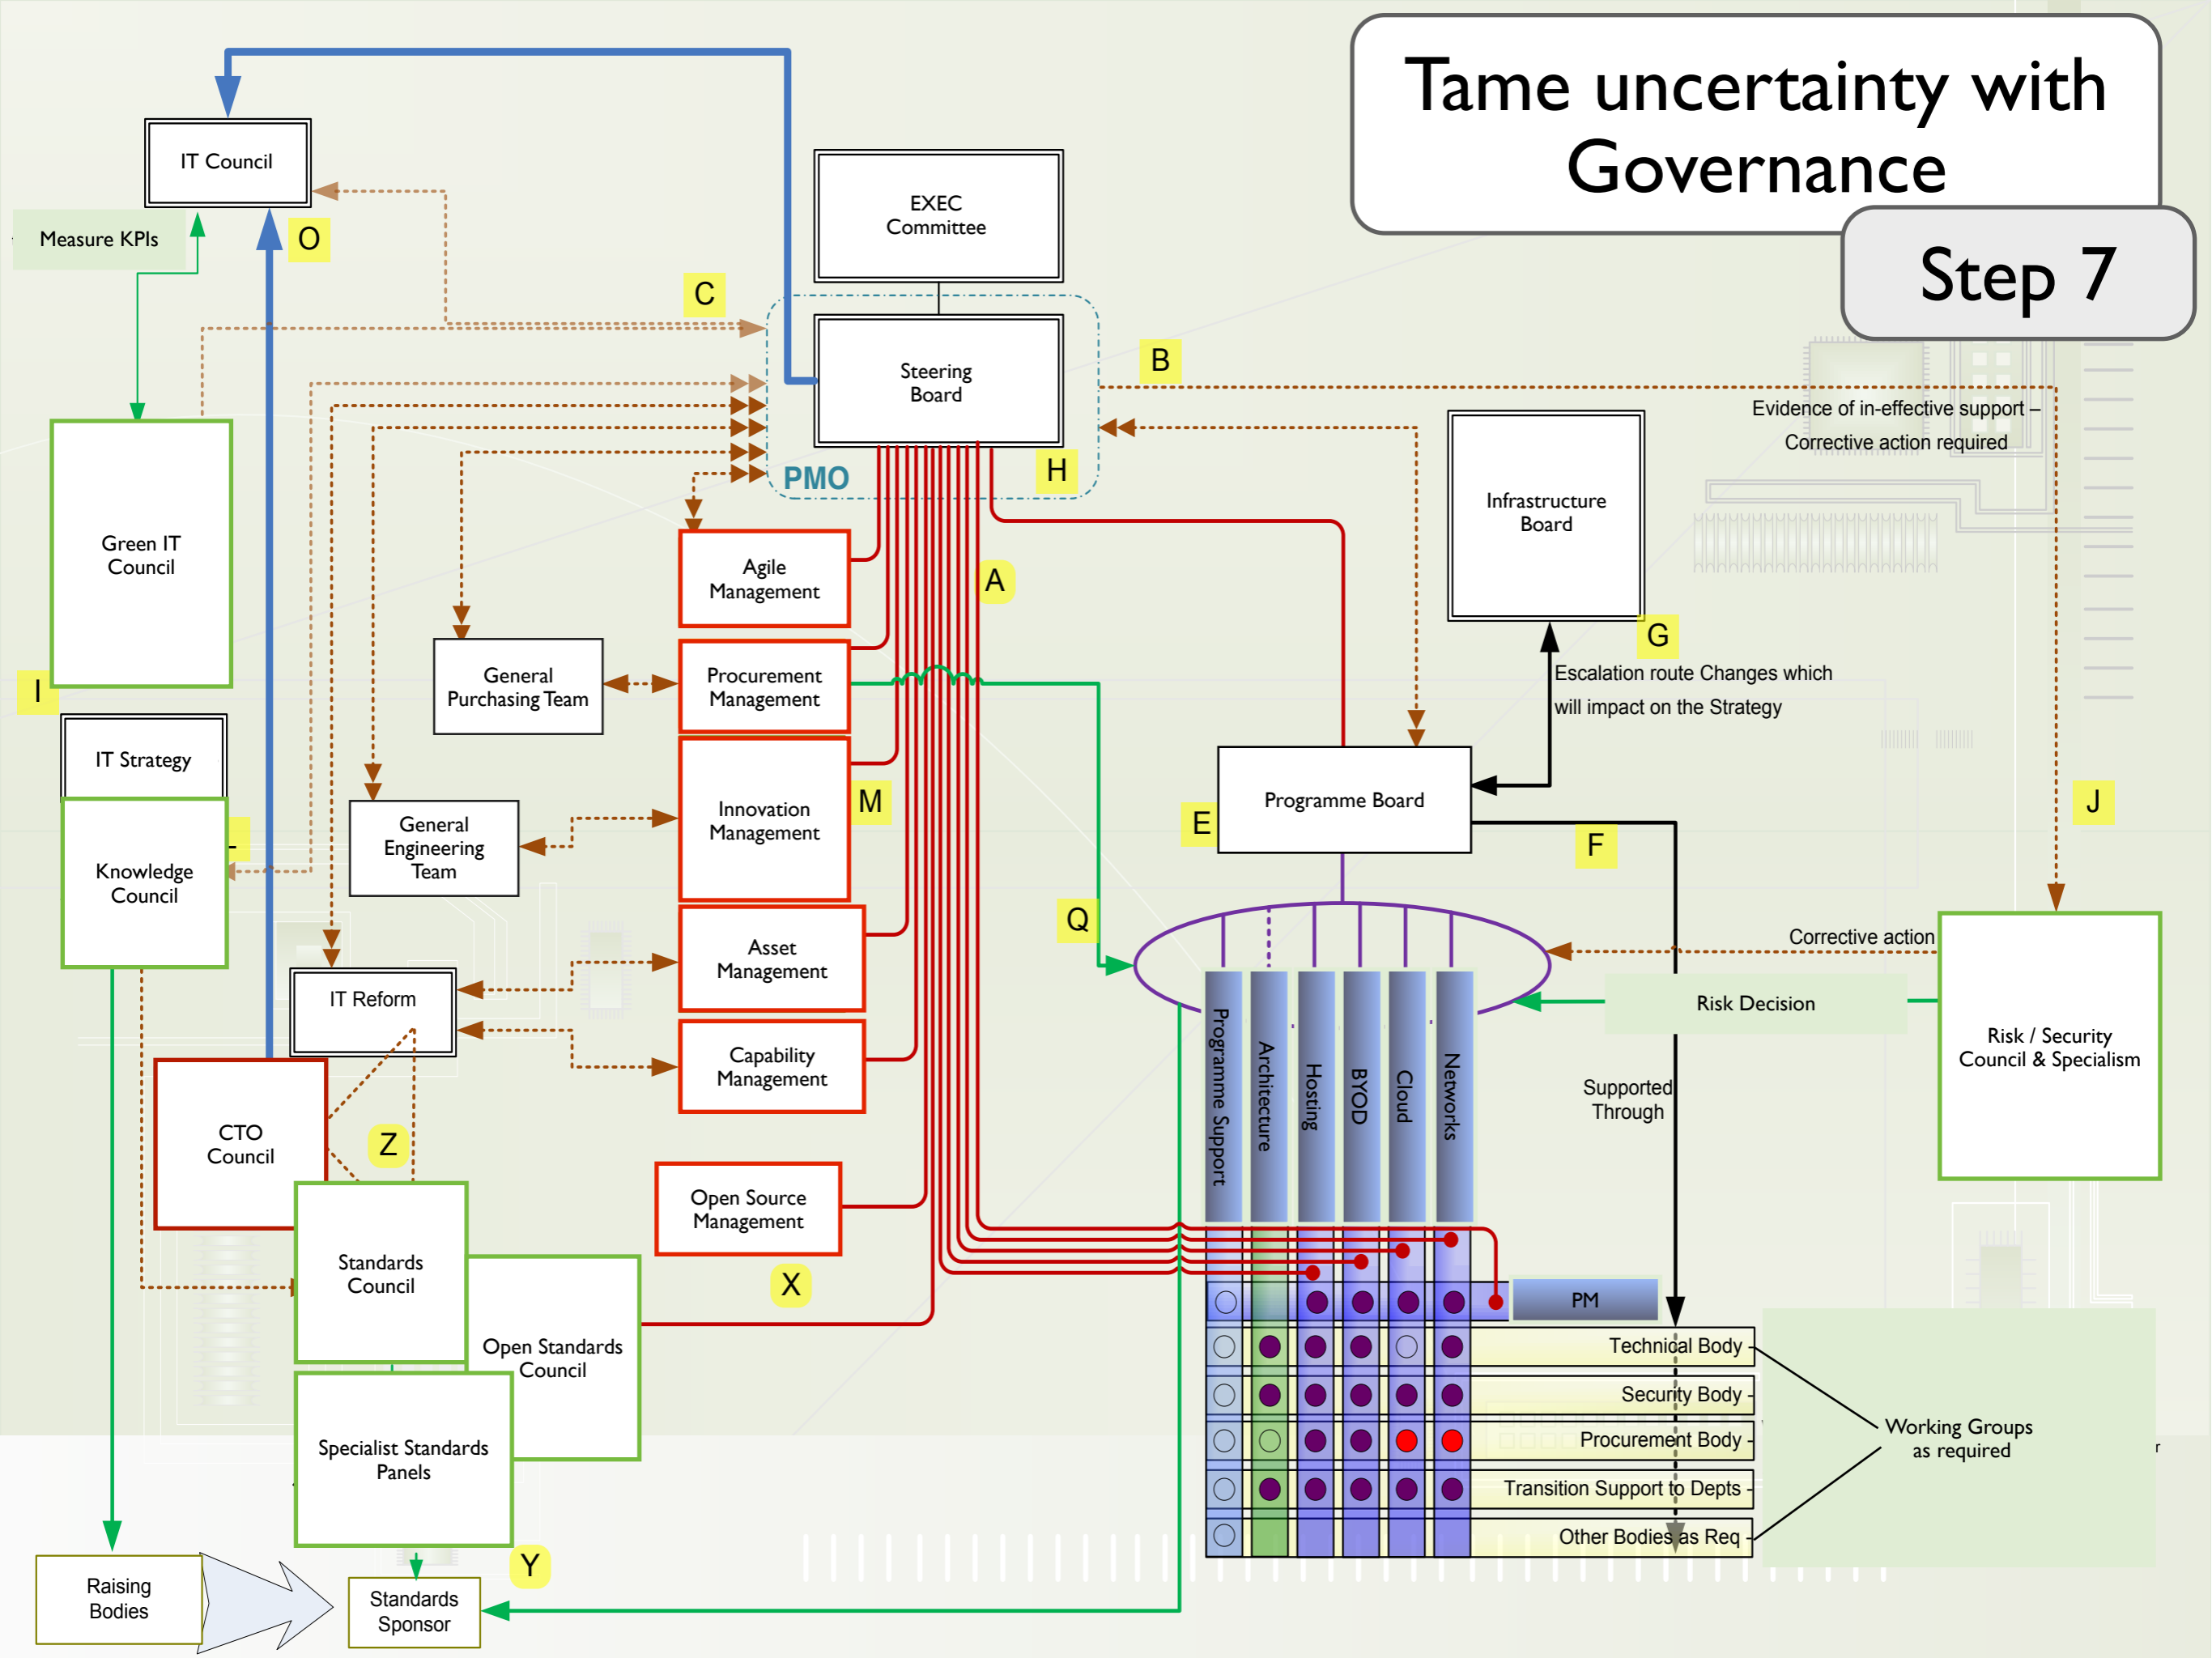 Tame uncertainty with
Governance
Step 7
IT Council
EXEC
Committee
Measure KPIs
O
C
B
Steering
Board
Evidence of in-effective support –
Corrective action required
H
PMO
Infrastructure
Board
Green IT
Council
Agile
Management
A
G
General
Purchasing Team
Procurement
Management
Escalation route Changes which
will impact on the Strategy
I
IT Strategy
Innovation
Management
M
Programme Board
E
F
J
General
Engineering
Team
Knowledge
Council
Q
Corrective action
Asset
Management
IT Reform
Risk Decision
Risk / Security
Council & Specialism
Capability
Management
Programme Support
Architecture
Hosting
BYOD
Cloud
Networks
Supported
Through
CTO
Council
Z
Open Source
Management
X
Standards
Council
PM
Open Standards
Council
Technical Body -
Security Body -
Procurement Body -
Transition Support to Depts -
Other Bodies as Req -
Working Groups
as required
r
Specialist Standards
Panels
Y
Raising
Bodies
Standards
Sponsor